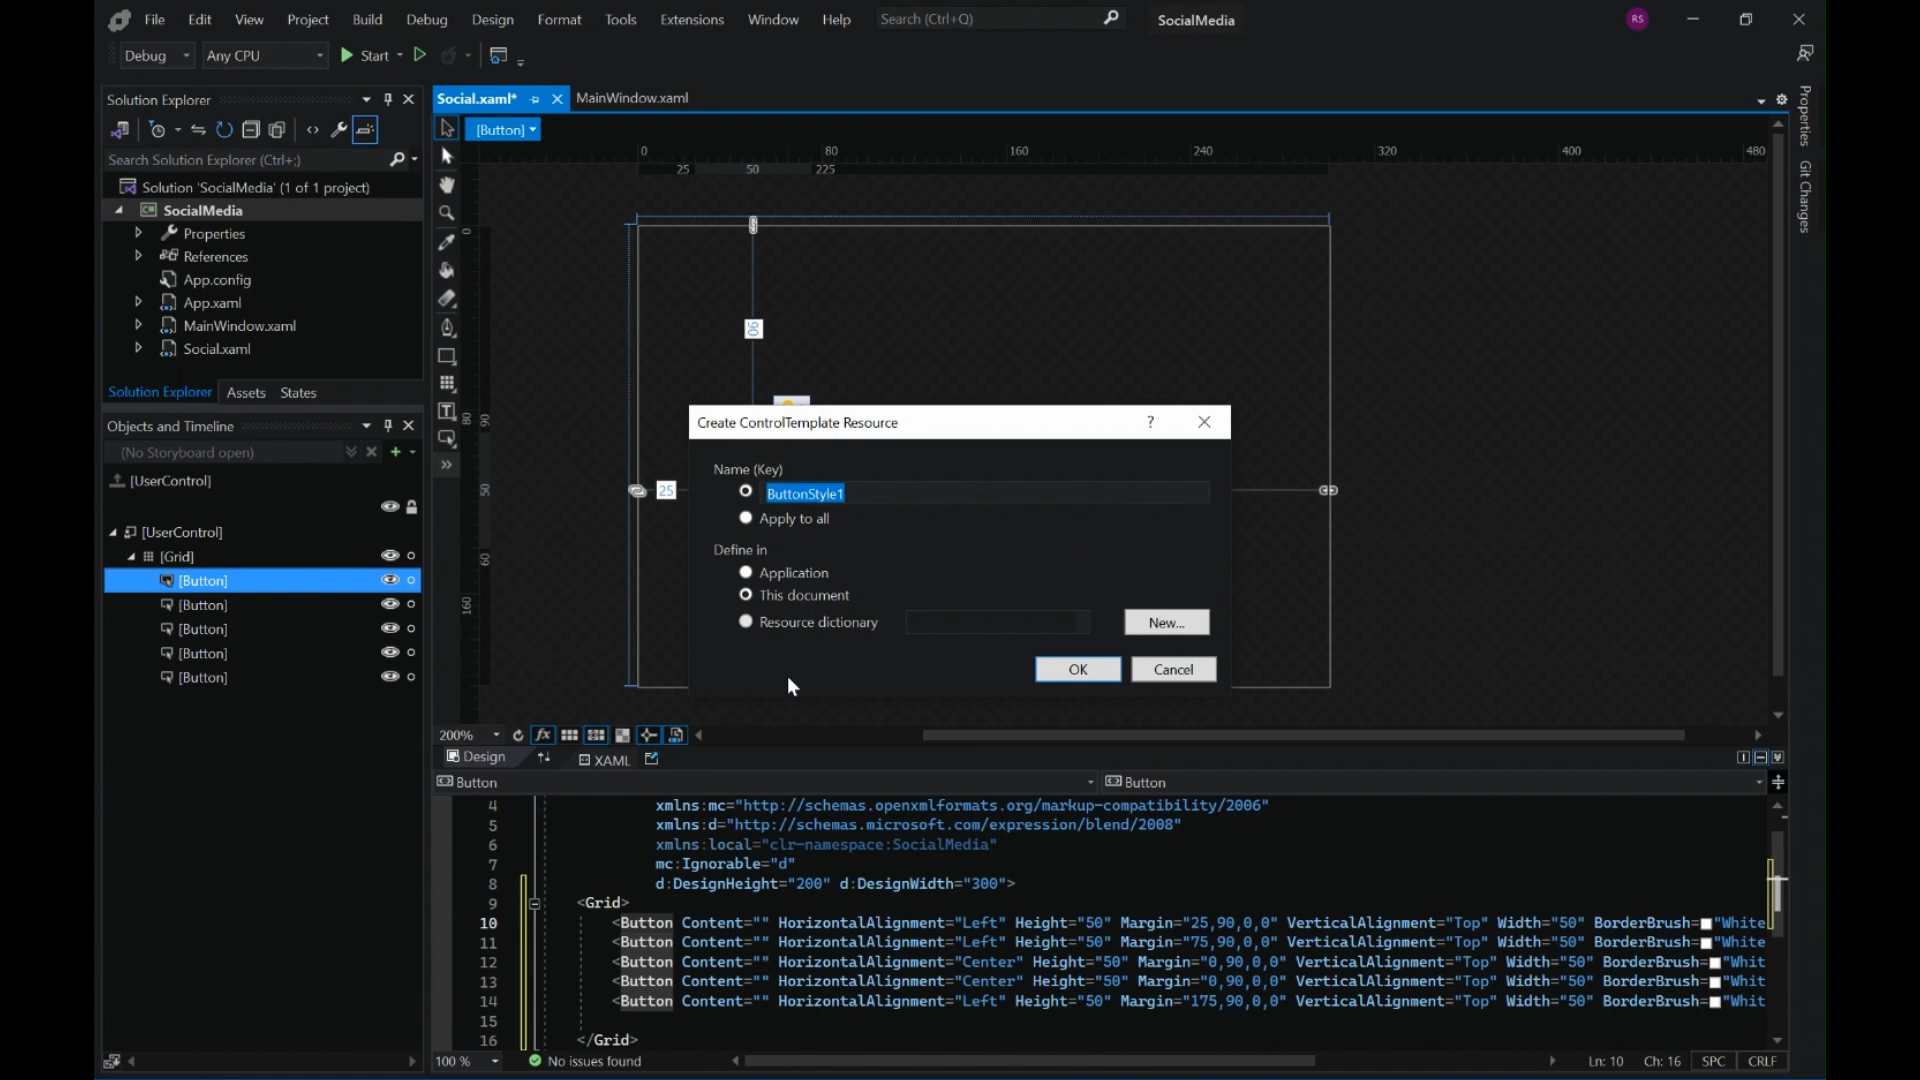 File Edit View Project Build Debug Design Format Tools Extensions Window Help Search (Ctrl+Q) SocialMedia RS
Debug Any CPU Start
Solution Explorer
Social.xaml* MainWindow.xaml
[Button]
Search Solution Explorer (Ctrl+;)
Solution 'SocialMedia' (1 of 1 project)
SocialMedia
Properties
References
App.config
App.xaml
MainWindow.xaml
Social.xaml
Solution Explorer Assets States
Objects and Timeline
(No Storyboard open)
[UserControl]
[UserControl]
[Grid]
[Button]
[Button]
[Button]
[Button]
[Button]
0 80 160 240 320 400 480
25 50 225
0
80
160
90
50
60
90
25
Create ControlTemplate Resource ?
Name (Key)
ButtonStyle1
Apply to all
Define in
Application
This document
Resource dictionary New...
OK Cancel
Properties
Git Changes
200% fx
Design XAML
Button Button
4 xmlns:mc="http://schemas.openxmlformats.org/markup-compatibility/2006"
5 xmlns:d="http://schemas.microsoft.com/expression/blend/2008"
6 xmlns:local="clr-namespace:SocialMedia"
7 mc:Ignorable="d"
8 d:DesignHeight="200" d:DesignWidth="300">
9 <Grid>
10 <Button Content="" HorizontalAlignment="Left" Height="50" Margin="25,90,0,0" VerticalAlignment="Top" Width="50" BorderBrush="White
11 <Button Content="" HorizontalAlignment="Left" Height="50" Margin="75,90,0,0" VerticalAlignment="Top" Width="50" BorderBrush="White
12 <Button Content="" HorizontalAlignment="Center" Height="50" Margin="0,90,0,0" VerticalAlignment="Top" Width="50" BorderBrush="Whit
13 <Button Content="" HorizontalAlignment="Center" Height="50" Margin="0,90,0,0" VerticalAlignment="Top" Width="50" BorderBrush="Whit
14 <Button Content="" HorizontalAlignment="Left" Height="50" Margin="175,90,0,0" VerticalAlignment="Top" Width="50" BorderBrush="Whit
15
16 </Grid>
100 % No issues found Ln: 10 Ch: 16 SPC CRLF